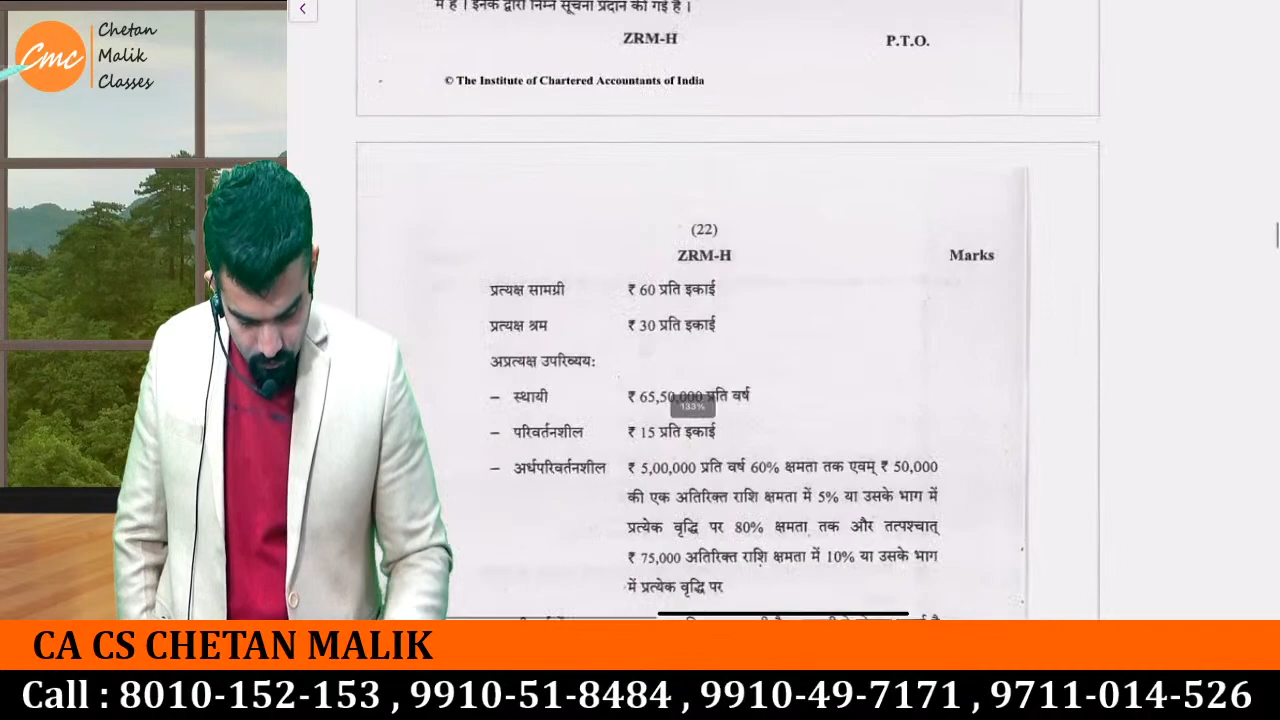 Chetan
Malik
Classes
cmc
में है। इनके द्वारा निम्न सूचना प्रदान की गई है।
ZRM-H
P.T.O.
© The Institute of Chartered Accountants of India
(22)
ZRM-H
Marks
प्रत्यक्ष सामग्री ₹ 60 प्रति इकाई
प्रत्यक्ष श्रम ₹ 30 प्रति इकाई
अप्रत्यक्ष उपरिव्यय:
– स्थायी ₹ 65,50,000 प्रति वर्ष
133%
– परिवर्तनशील ₹ 15 प्रति इकाई
– अर्धपरिवर्तनशील ₹ 5,00,000 प्रति वर्ष 60% क्षमता तक एवम् ₹ 50,000
की एक अतिरिक्त राशि क्षमता में 5% या उसके भाग में
प्रत्येक वृद्धि पर 80% क्षमता तक और तत्पश्चात्
₹ 75,000 अतिरिक्त राशि क्षमता में 10% या उसके भाग
में प्रत्येक वृद्धि पर
CA CS CHETAN MALIK
Call : 8010-152-153 , 9910-51-8484 , 9910-49-7171 , 9711-014-526